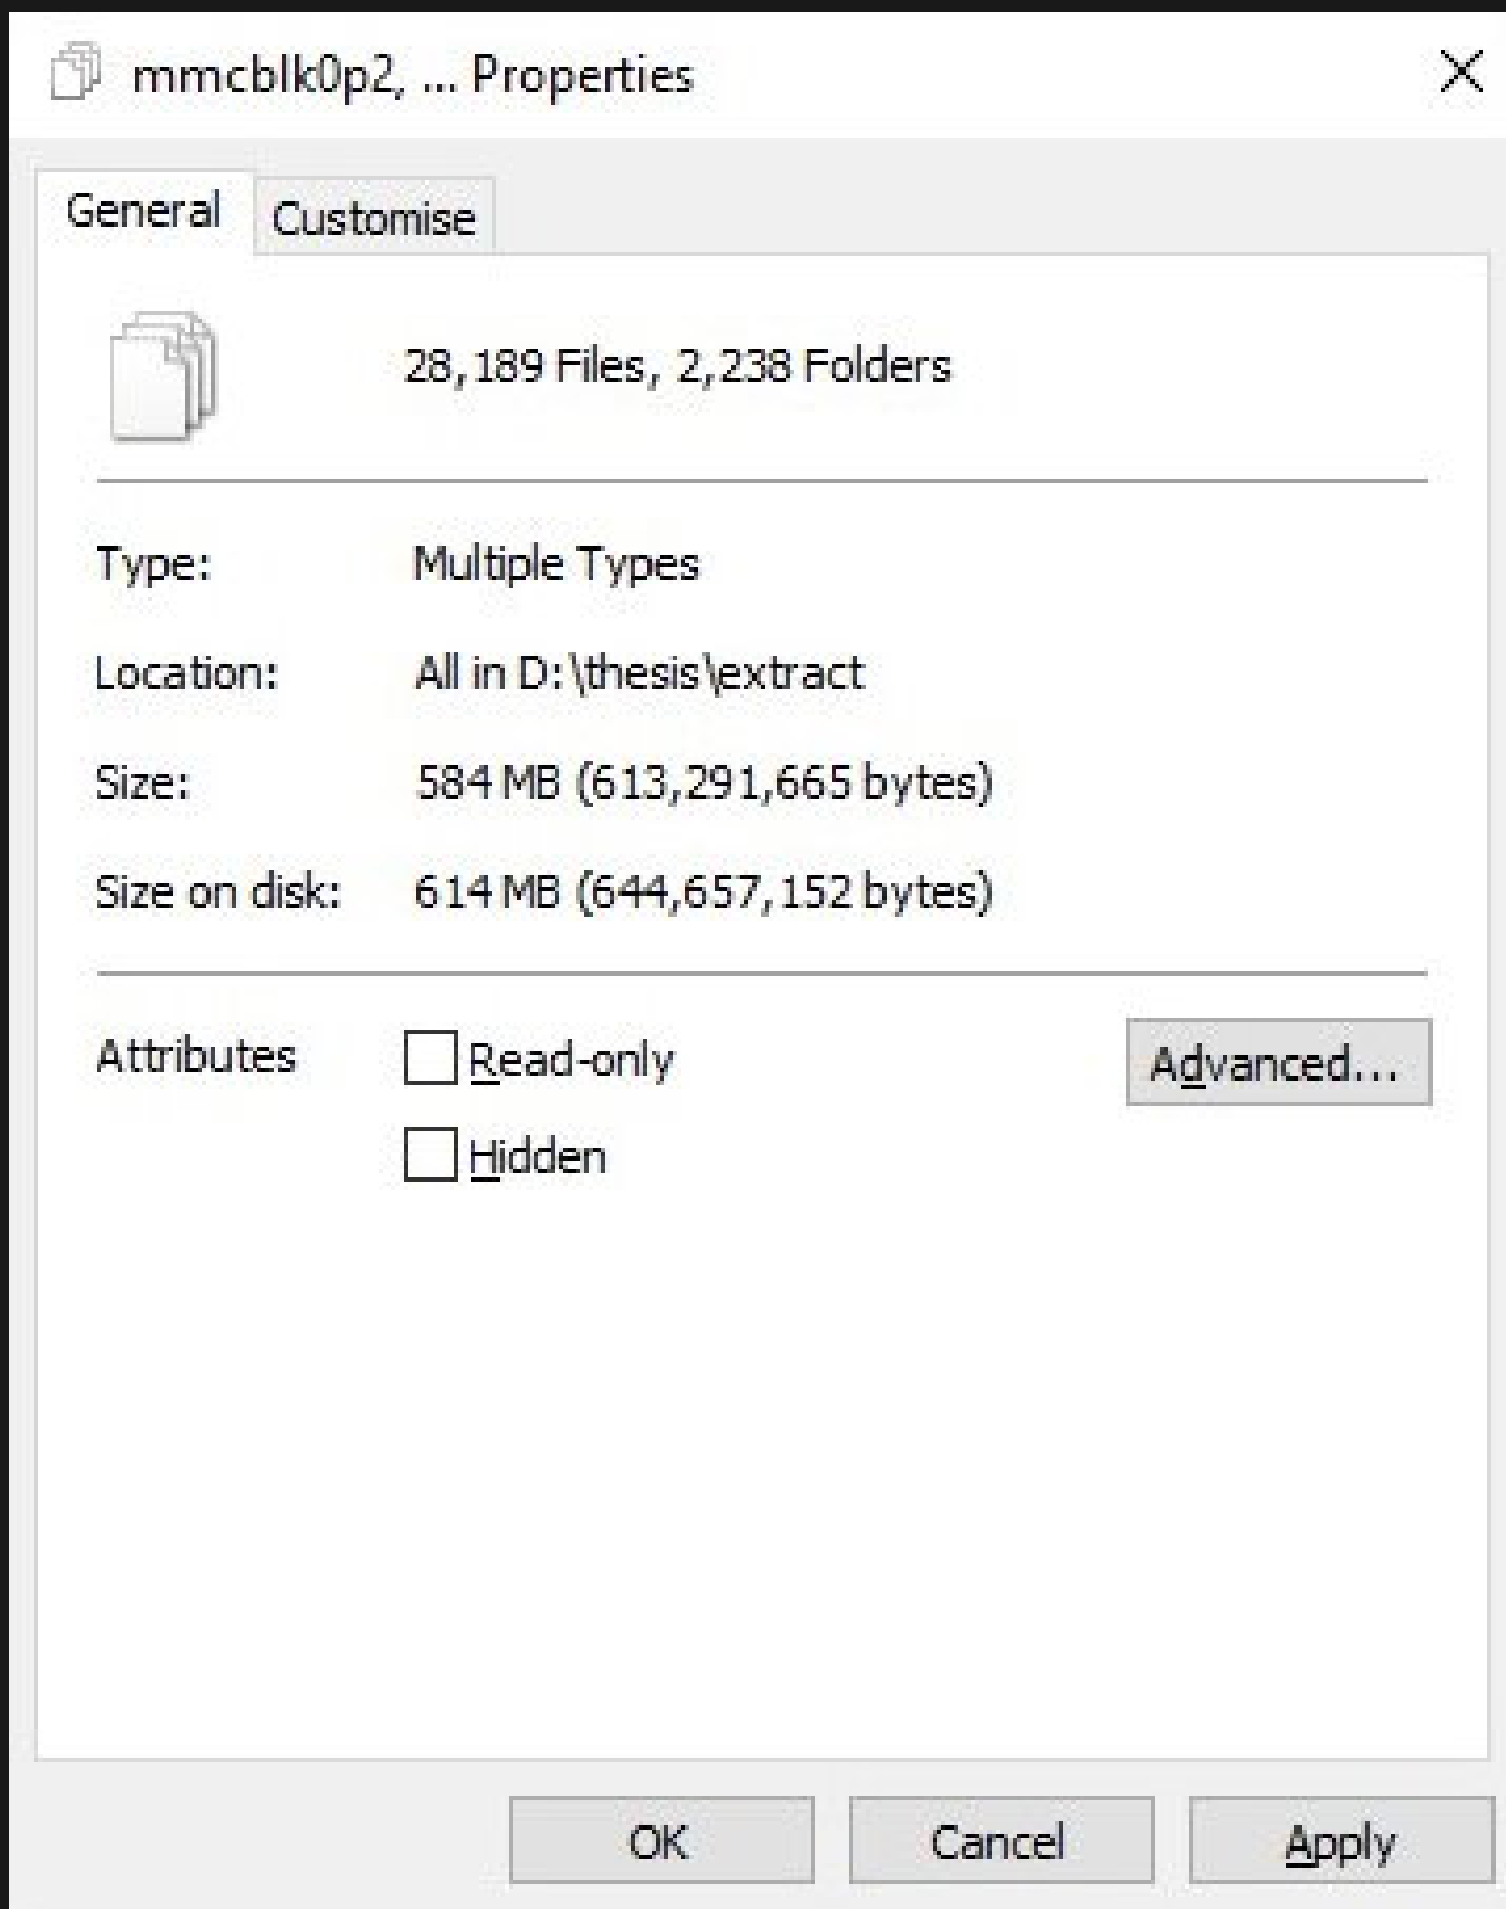 mmcblk0p2, ... Properties
General
Customise
28,189 Files, 2,238 Folders
Type: Multiple Types
Location: All in D:\thesis\extract
Size: 584 MB (613,291,665 bytes)
Size on disk: 614 MB (644,657,152 bytes)
Attributes Read-only Advanced...
Hidden
OK Cancel Apply